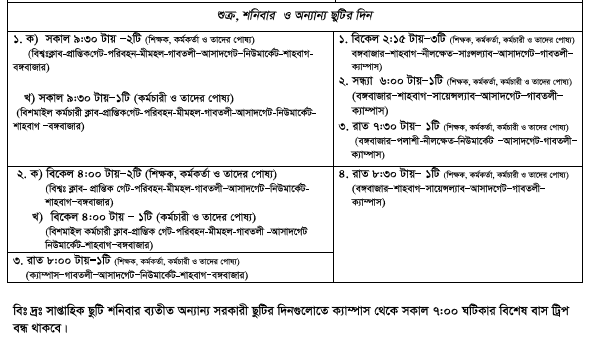 শুক্র, শনিবার ও অন্যান্য ছুটির দিন
১. ক) সকাল ৯:৩০ টায় -২টি (শিক্ষক, কর্মকর্তা ও তাদের পোষ্য)
(বিশ্বঃক্লাব-প্রান্তিকগেট-পরিবহন-মীমহল-গাবতলী-আসাদগেট-নিউমার্কেট-শাহবাগ-
বঙ্গবাজার)
খ) সকাল ৯:৩০ টায়-১টি (কর্মচারী ও তাদের পোষ্য)
(বিশমাইল কর্মচারী ক্লাব-প্রান্তিকগেট-পরিবহন-মীমহল-গাবতলী-আসাদগেট-নিউমার্কেট-
শাহবাগ -বঙ্গবাজার)
১. বিকেল ২:১৫ টায়-৩টি (শিক্ষক, কর্মকর্তা, কর্মচারী ও তাদের পোষ্য)
বঙ্গবাজার-শাহবাগ-নীলক্ষেত-সাঃন্সল্যাব-আসাদগেট-গাবতলী-
ক্যাম্পাস)
২. সন্ধ্যা ৬:০০ টায়-১টি (শিক্ষক, কর্মকর্তা, কর্মচারী ও তাদের পোষ্য)
(বঙ্গবাজার-শাহবাগ-সায়েন্সল্যাব-আসাদগেট-গাবতলী-
ক্যাম্পাস)
৩. রাত ৭:৩০ টায়- ১টি (শিক্ষক, কর্মকর্তা, কর্মচারী ও তাদের পোষ্য)
(বঙ্গবাজার-পলাশী-নীলক্ষেত-নিউমার্কেট -আসাদগেট-গাবতলী-
ক্যাম্পাস)
২. ক) বিকেল ৪:০০ টায়-২টি (শিক্ষক, কর্মকর্তা ও তাদের পোষ্য)
(বিশ্বঃ ক্লাব- প্রান্তিক গেট-পরিবহন-মীমহল-গাবতলী-আসাদগেট-নিউমার্কেট-
শাহবাগ-বঙ্গবাজার)
খ) বিকেল ৪:০০ টায় - ১টি (কর্মচারী ও তাদের পোষ্য)
(বিশমাইল কর্মচারী ক্লাব-প্রান্তিক গেট-পরিবহন-মীমহল-গাবতলী -আসাদগেট
নিউমার্কেট-শাহবাগ-বঙ্গবাজার)
৪. রাত ৮:৩০ টায়- ১টি (শিক্ষক, কর্মকর্তা, কর্মচারী ও তাদের পোষ্য)
(বঙ্গবাজার-শাহবাগ-সায়েন্সল্যাব-আসাদগেট-গাবতলী-
ক্যাম্পাস)
৩. রাত ৮:০০ টায়-১টি (শিক্ষক, কর্মকর্তা, কর্মচারী ও তাদের পোষ্য)
(ক্যাম্পাস-গাবতলী-আসাদগেট-নিউমার্কেট-শাহবাগ-বঙ্গবাজার)
বিঃ দ্রঃ সাপ্তাহিক ছুটি শনিবার ব্যতীত অন্যান্য সরকারী ছুটির দিনগুলোতে ক্যাম্পাস থেকে সকাল ৭:০০ ঘটিকার বিশেষ বাস ট্রিপ
বন্ধ থাকবে।